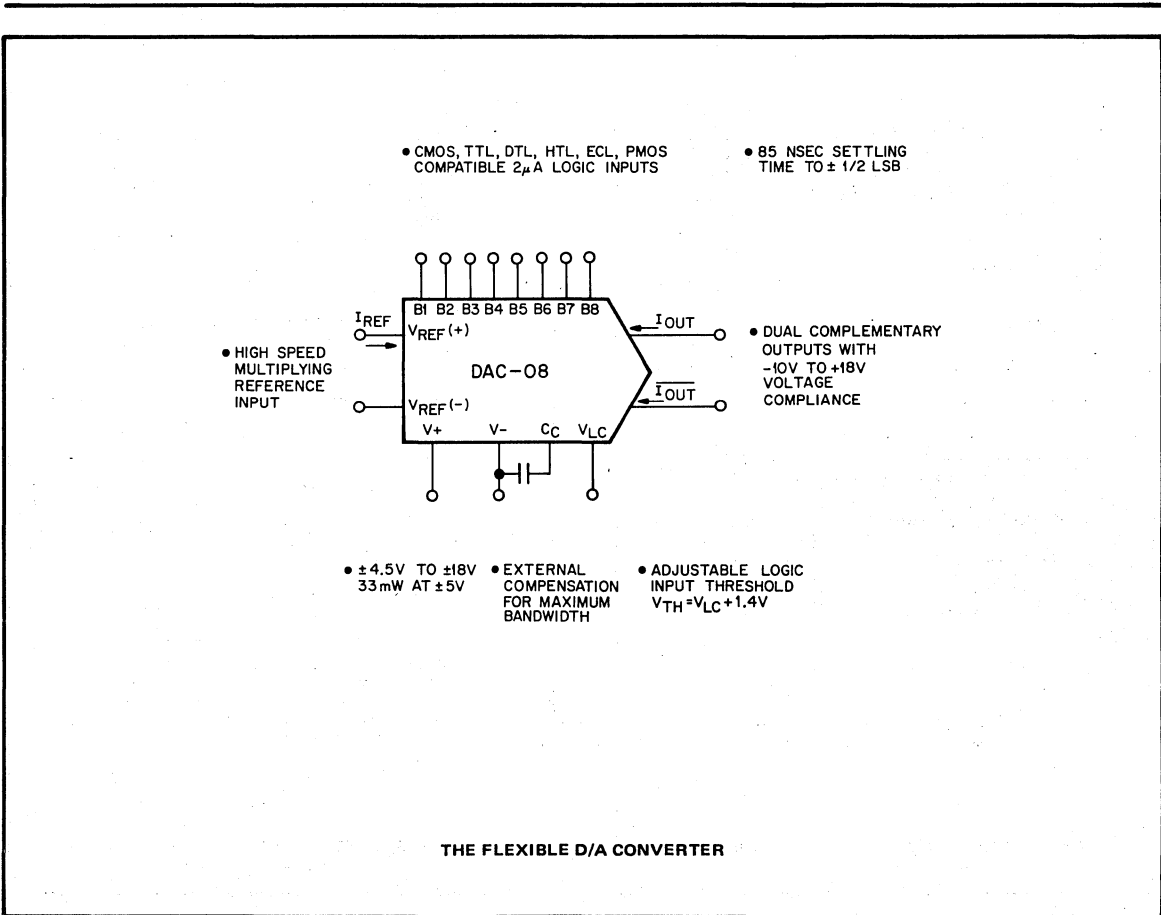 • CMOS, TTL, DTL, HTL, ECL, PMOS
COMPATIBLE 2μA LOGIC INPUTS
• 85 NSEC SETTLING
TIME TO ± 1/2 LSB
B1 B2 B3 B4 B5 B6 B7 B8
IREF
VREF(+)
IOUT
• HIGH SPEED
MULTIPLYING
REFERENCE
INPUT
DAC-08
• DUAL COMPLEMENTARY
OUTPUTS WITH
-10V TO +18V
VOLTAGE
COMPLIANCE
I̅O̅U̅T̅
VREF(-)
V+ V- CC VLC
• ±4.5V TO ±18V
33mW AT ±5V
• EXTERNAL
COMPENSATION
FOR MAXIMUM
BANDWIDTH
• ADJUSTABLE LOGIC
INPUT THRESHOLD
VTH=VLC+1.4V
THE FLEXIBLE D/A CONVERTER